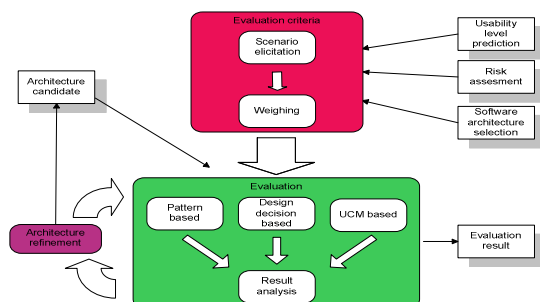 Evaluation criteria
Scenario
elicitation
Weighing
Usability
level
prediction
Risk
assesment
Software
architecture
selection
Architecture
candidate
Evaluation
Pattern
based
Design
decision
based
UCM based
Architecture
refinement
Evaluation
result
Result
analysis